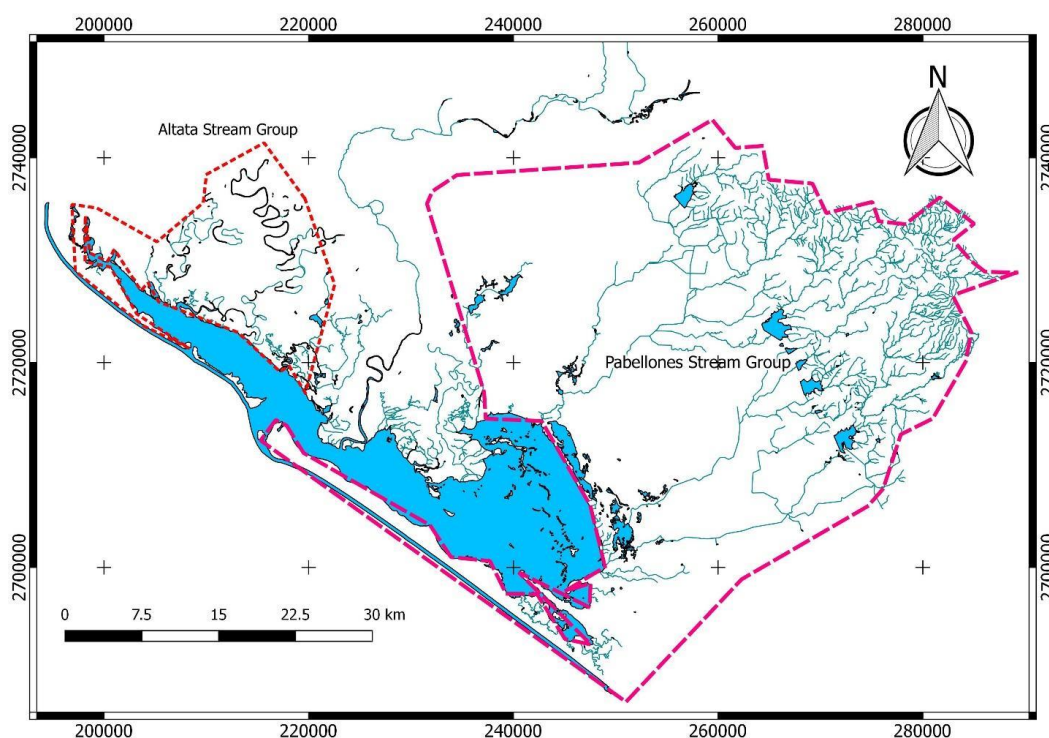 200000 220000 240000 260000 280000
N
Altata Stream Group
2740000 2740000
Pabellones Stream Group
2720000 2720000
2700000 2700000
0 7.5 15 22.5 30 km
200000 220000 240000 260000 280000